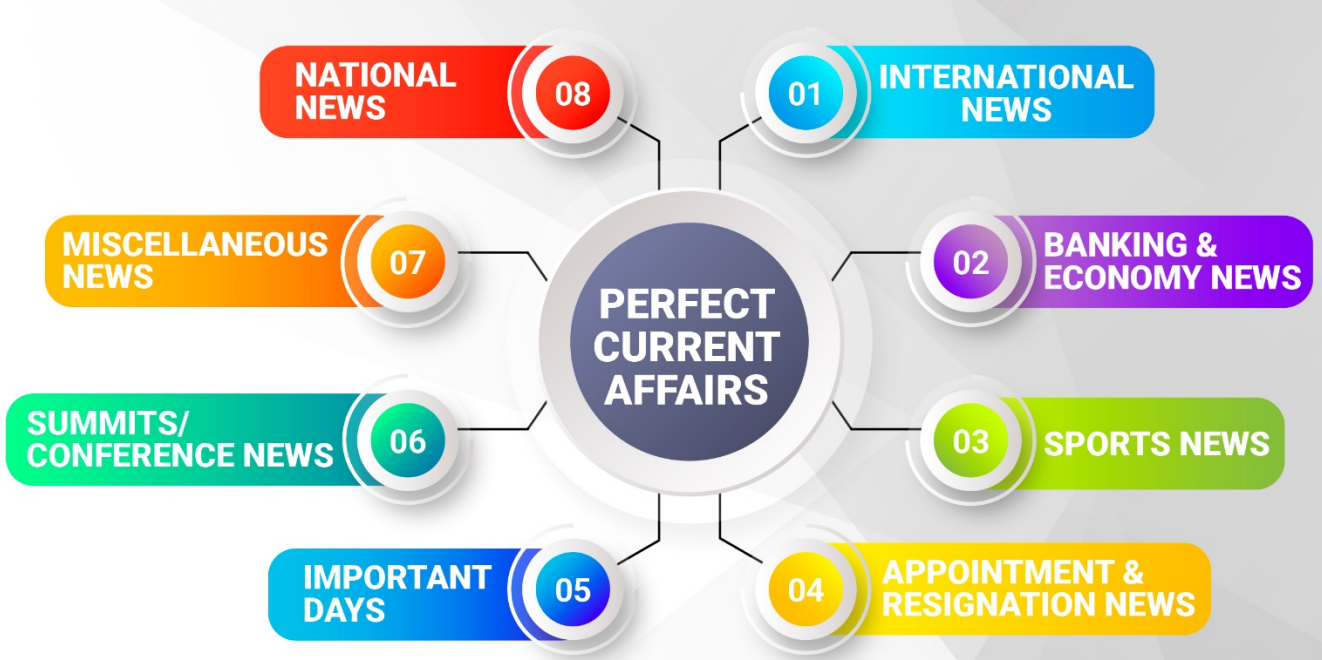 PERFECT
CURRENT
AFFAIRS
01
INTERNATIONAL
NEWS
02
BANKING &
ECONOMY NEWS
03
SPORTS NEWS
04
APPOINTMENT &
RESIGNATION NEWS
05
IMPORTANT
DAYS
06
SUMMITS/
CONFERENCE NEWS
07
MISCELLANEOUS
NEWS
08
NATIONAL
NEWS